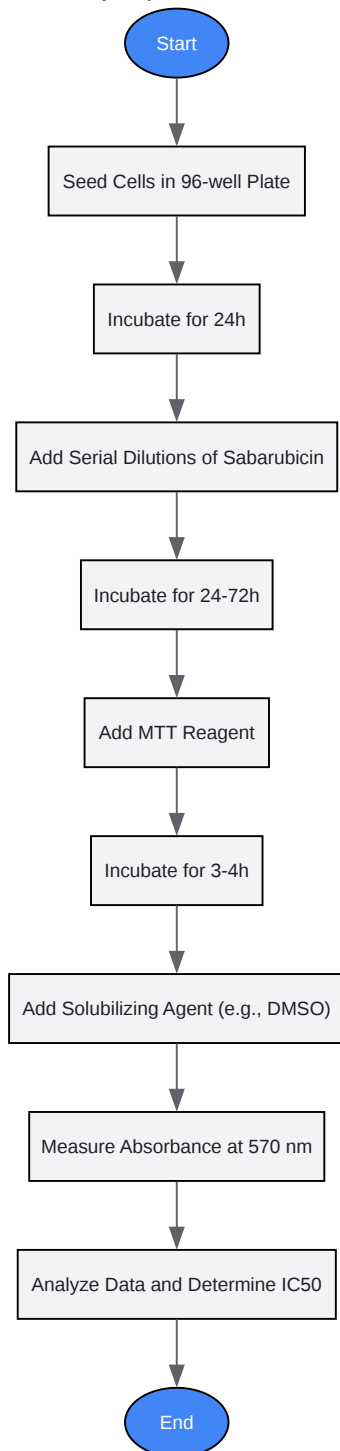 Start
Seed Cells in 96-well Plate
Incubate for 24h
Add Serial Dilutions of Sabarubicin
Incubate for 24-72h
Add MTT Reagent
Incubate for 3-4h
Add Solubilizing Agent (e.g., DMSO)
Measure Absorbance at 570 nm
Analyze Data and Determine IC50
End